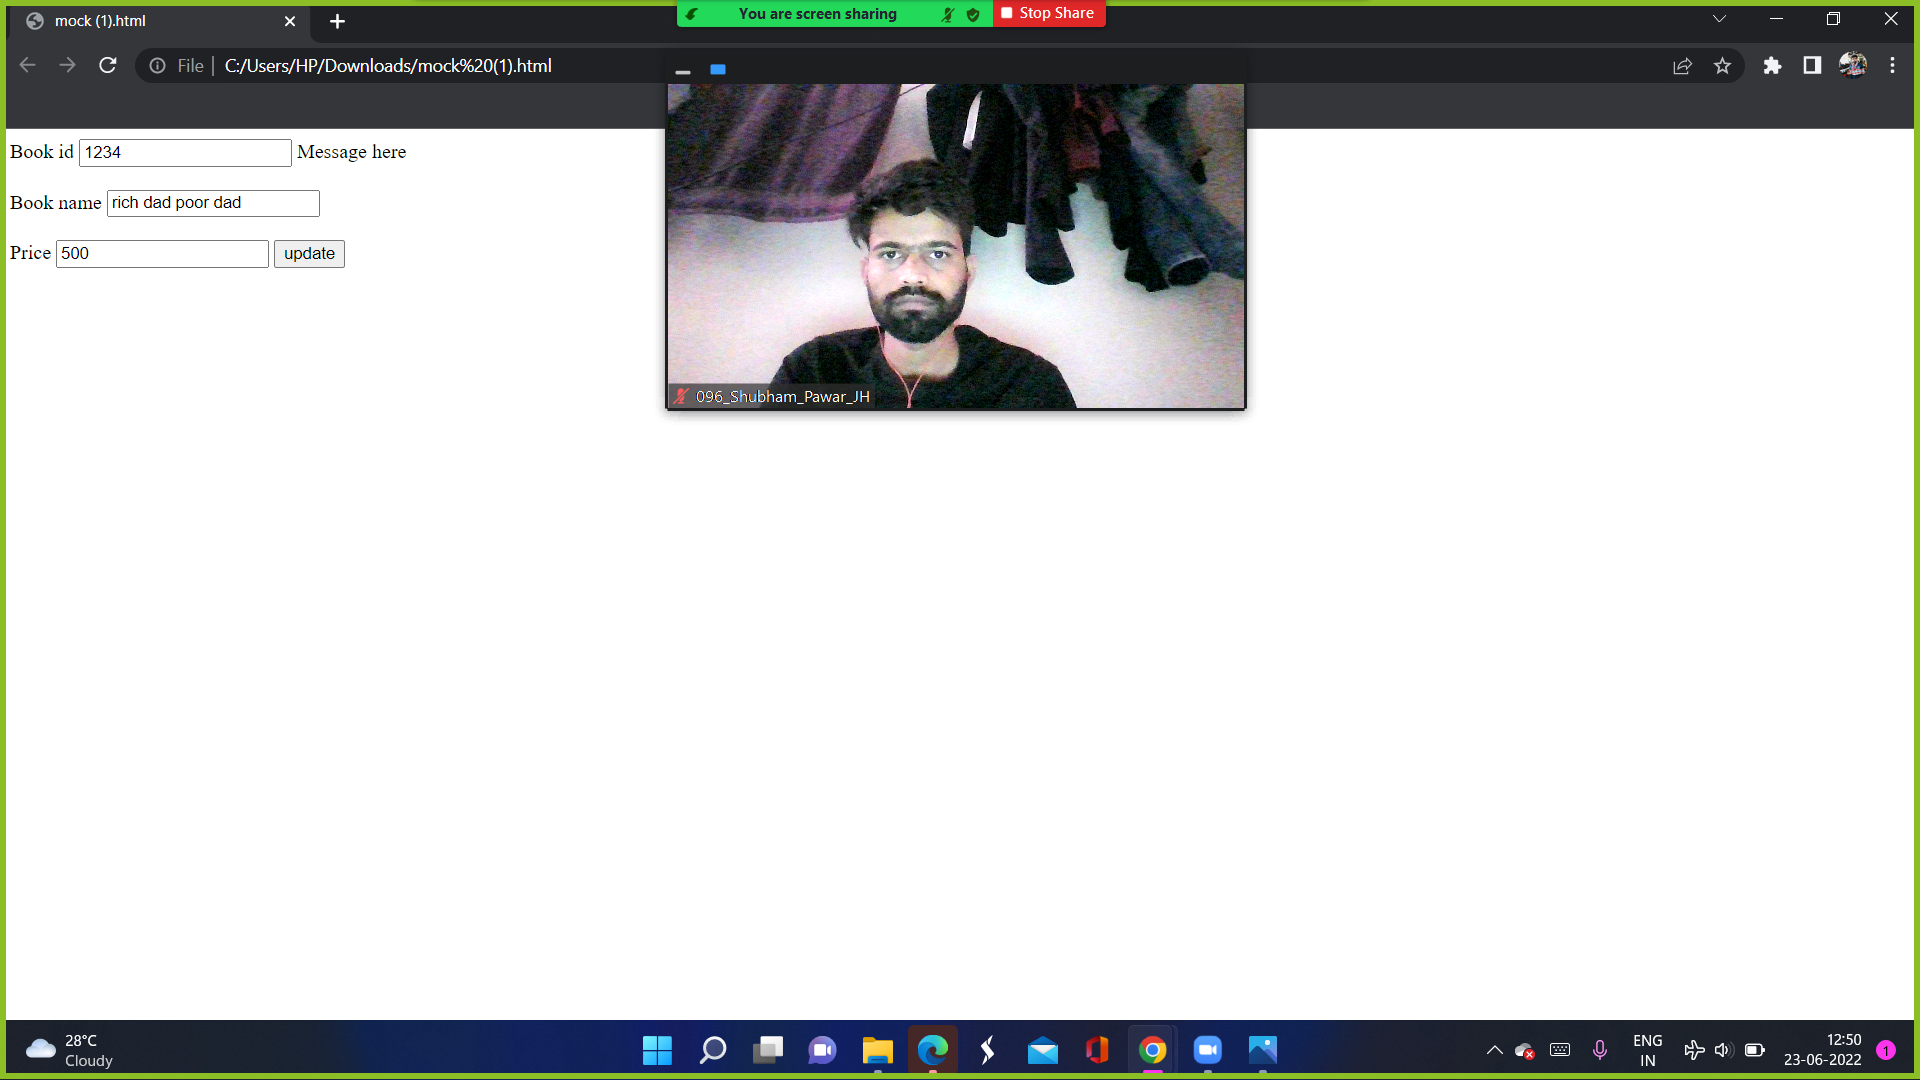 mock (1).html
You are screen sharing
Stop Share
File
C:/Users/HP/Downloads/mock%20(1).html
Book id 1234 Message here
Book name rich dad poor dad
Price 500 update
096_Shubham_Pawar_JH
28°C
Cloudy
ENG
IN
12:50
23-06-2022
1